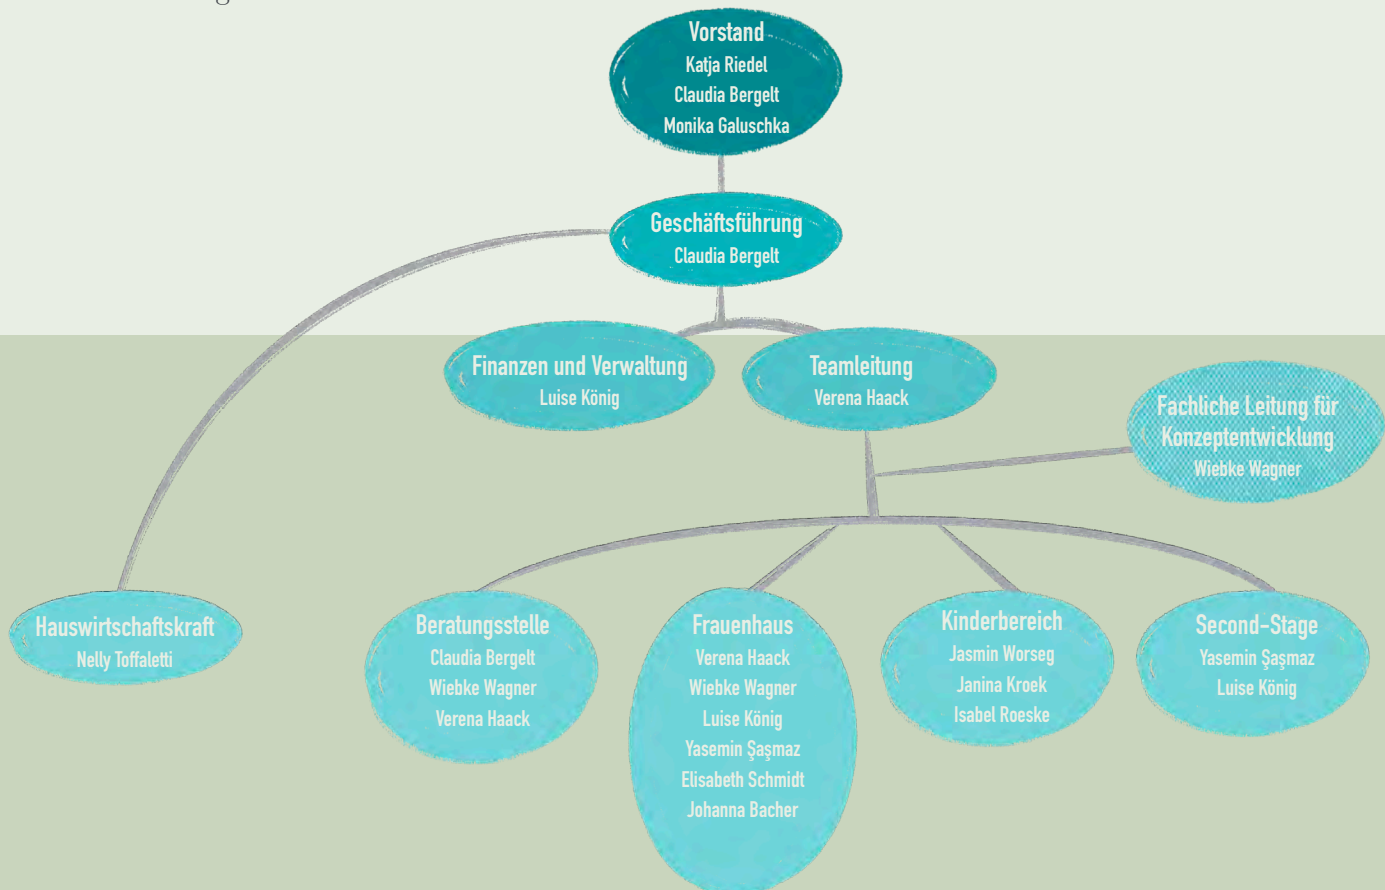 Vorstand
Katja Riedel
Claudia Bergelt
Monika Galuschka
Geschäftsführung
Claudia Bergelt
Finanzen und Verwaltung
Luise König
Teamleitung
Verena Haack
Fachliche Leitung für
Konzeptentwicklung
Wiebke Wagner
Hauswirtschaftskraft
Nelly Toffaletti
Beratungsstelle
Claudia Bergelt
Wiebke Wagner
Verena Haack
Frauenhaus
Verena Haack
Wiebke Wagner
Luise König
Yasemin Şaşmaz
Elisabeth Schmidt
Johanna Bacher
Kinderbereich
Jasmin Worseg
Janina Kroek
Isabel Roeske
Second-Stage
Yasemin Şaşmaz
Luise König